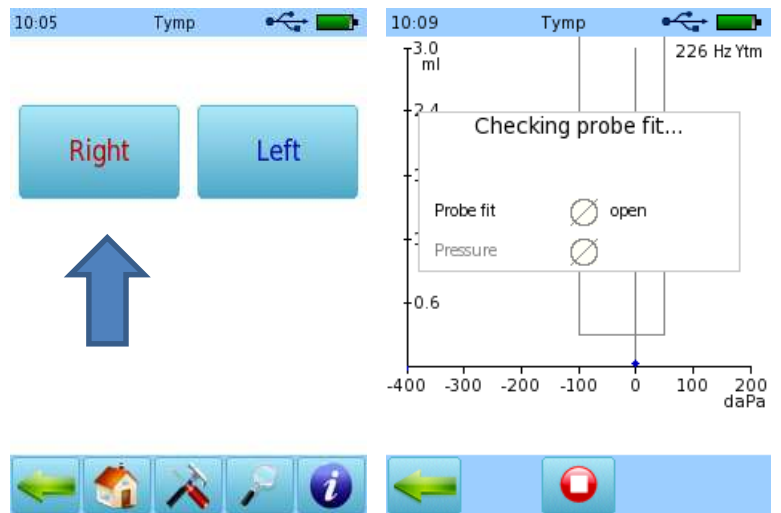 10:05 Tymp
Right Left
10:09 Tymp
3.0 226 Hz Ytm
ml
2.4
Checking probe fit...
Probe fit open
Pressure
0.6
-400 -300 -200 -100 0 100 200
daPa